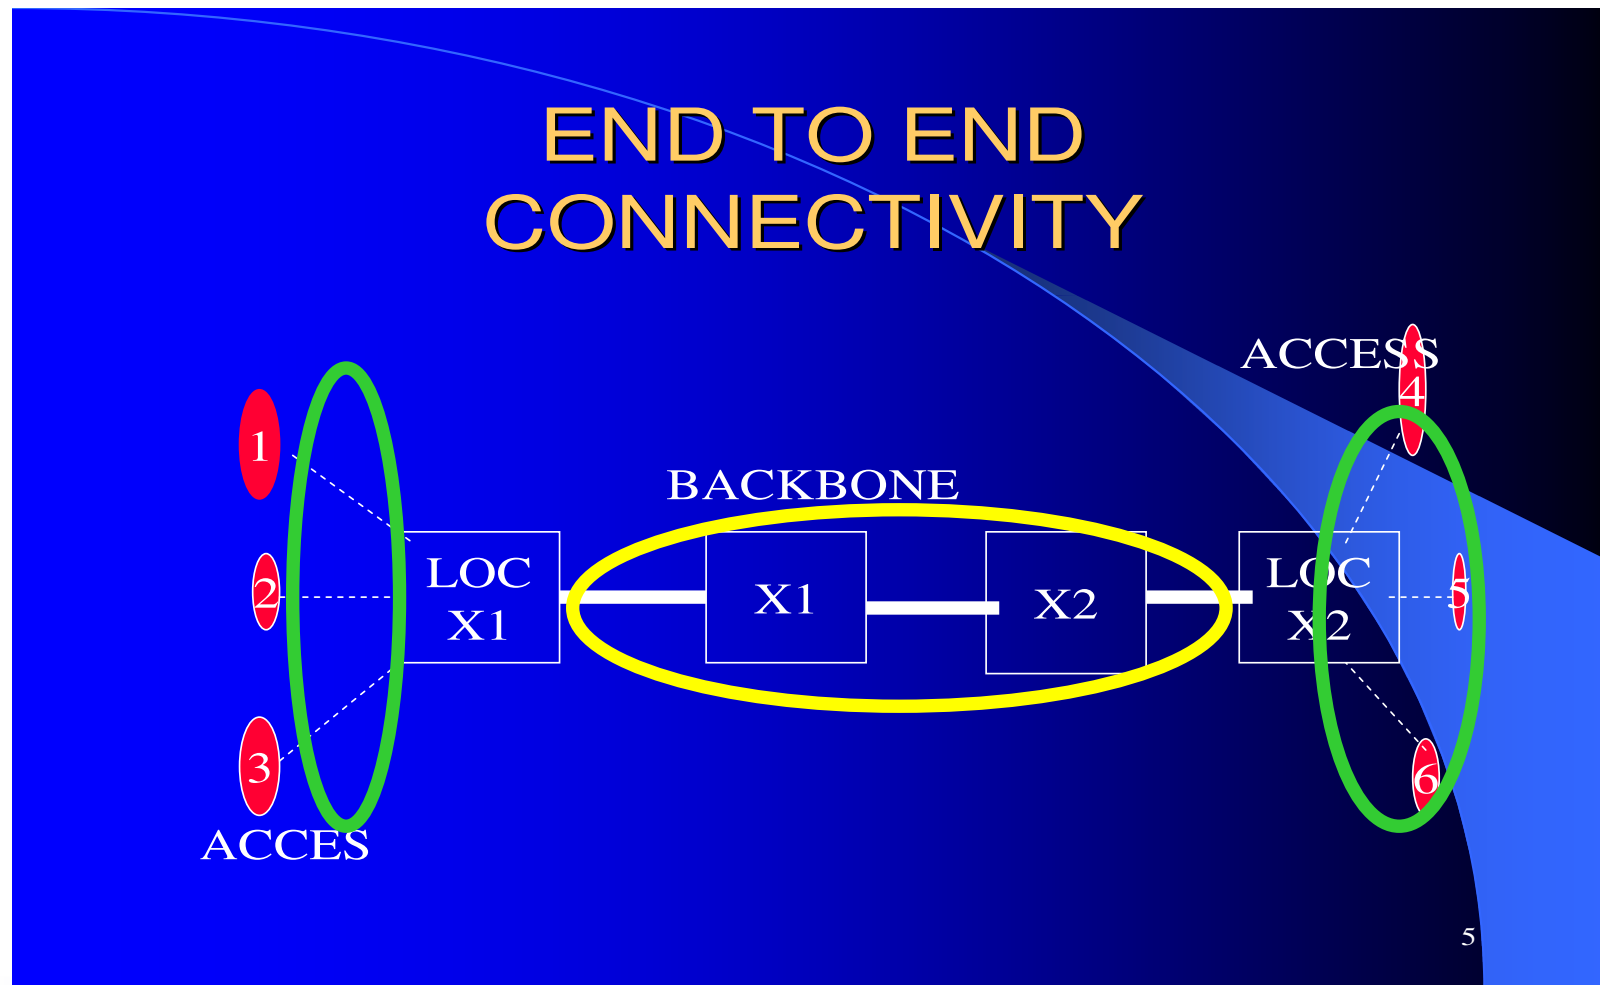 END TO END
CONNECTIVITY
ACCESS
4
1
BACKBONE
LOC
X1
X1
X2
LOC
X2
2
5
3
6
ACCES
5